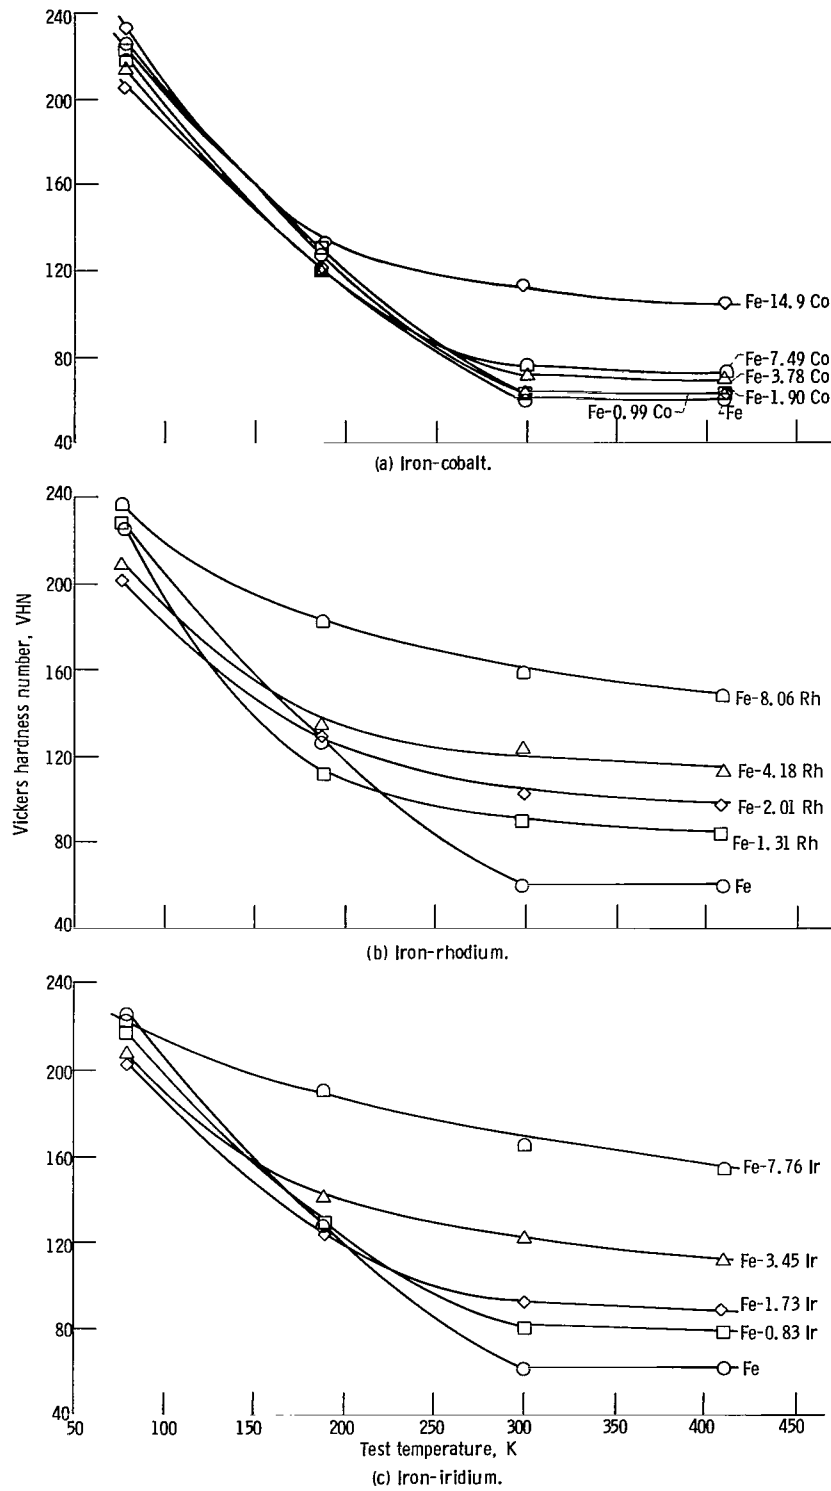 240
200
160
120
80
40
Fe-14.9 Co
Fe-7.49 Co
Fe-3.78 Co
Fe-1.90 Co
Fe-0.99 Co
Fe
(a) Iron-cobalt.
Vickers hardness number, VHN
240
200
160
120
80
40
Fe-8.06 Rh
Fe-4.18 Rh
Fe-2.01 Rh
Fe-1.31 Rh
Fe
(b) Iron-rhodium.
240
200
160
120
80
40
Fe-7.76 Ir
Fe-3.45 Ir
Fe-1.73 Ir
Fe-0.83 Ir
Fe
50
100
150
200
250
300
350
400
450
Test temperature, K
(c) Iron-iridium.